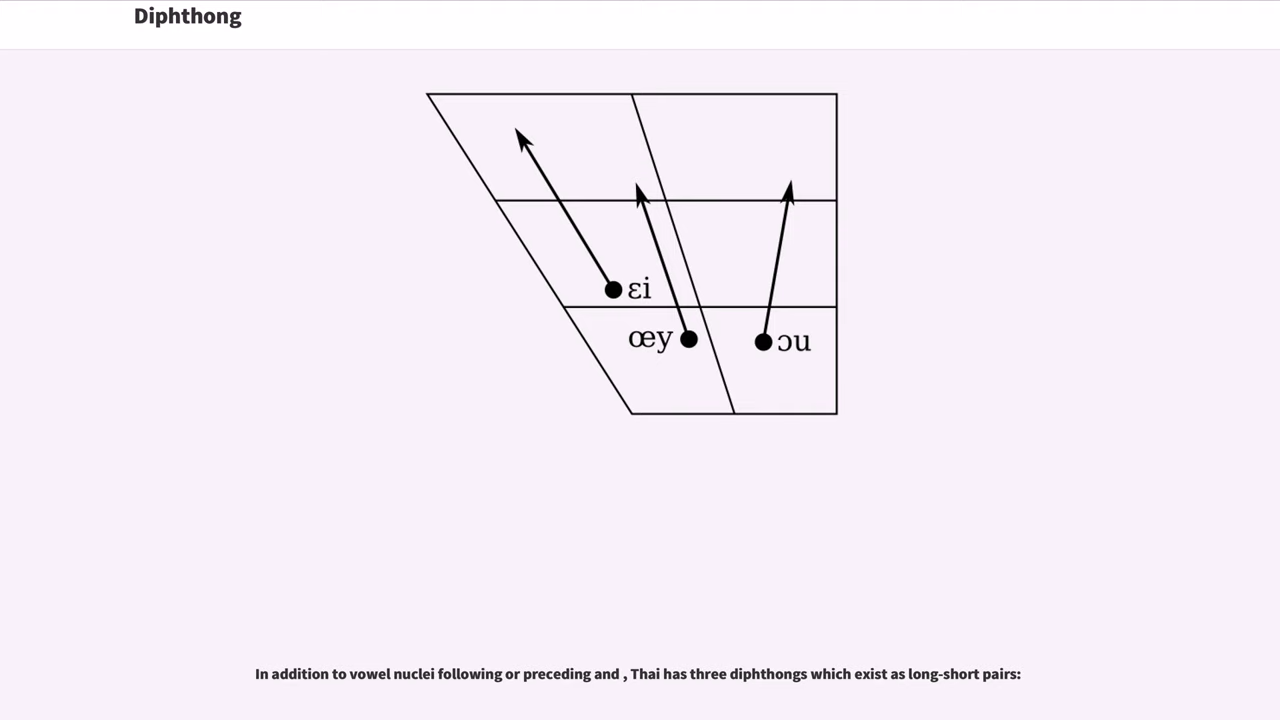 Diphthong
ɛi
œy
ɔu
In addition to vowel nuclei following or preceding and , Thai has three diphthongs which exist as long-short pairs: